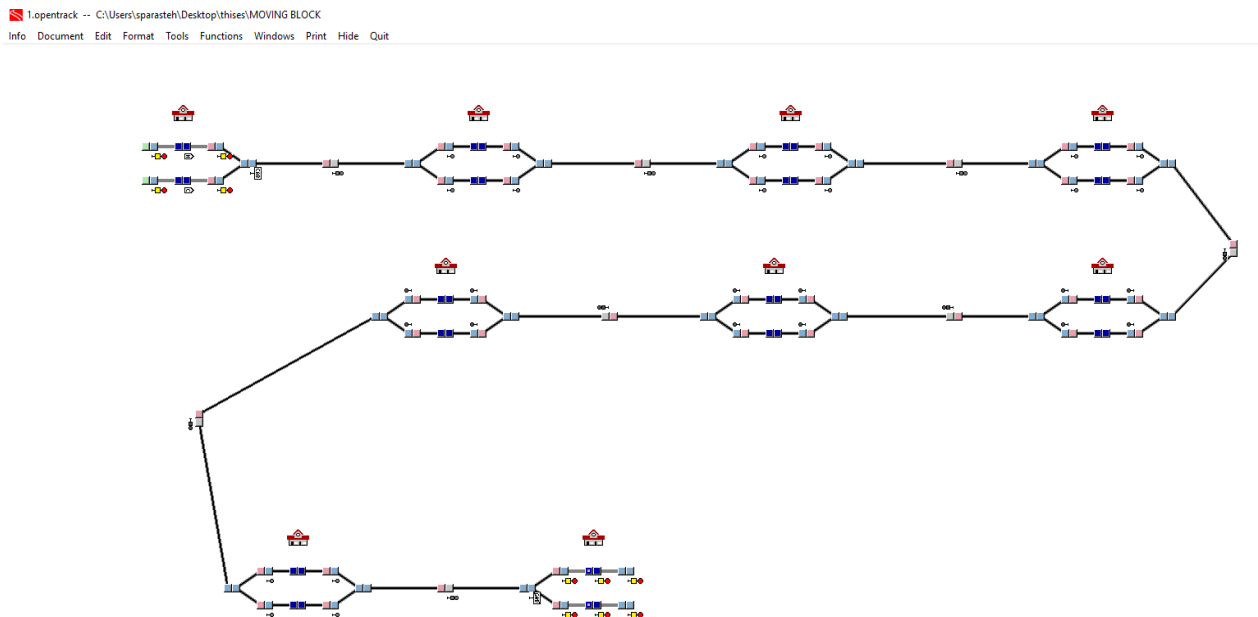 1.opentrack -- C:\Users\sparasteh\Desktop\thises\MOVING BLOCK
Info Document Edit Format Tools Functions Windows Print Hide Quit